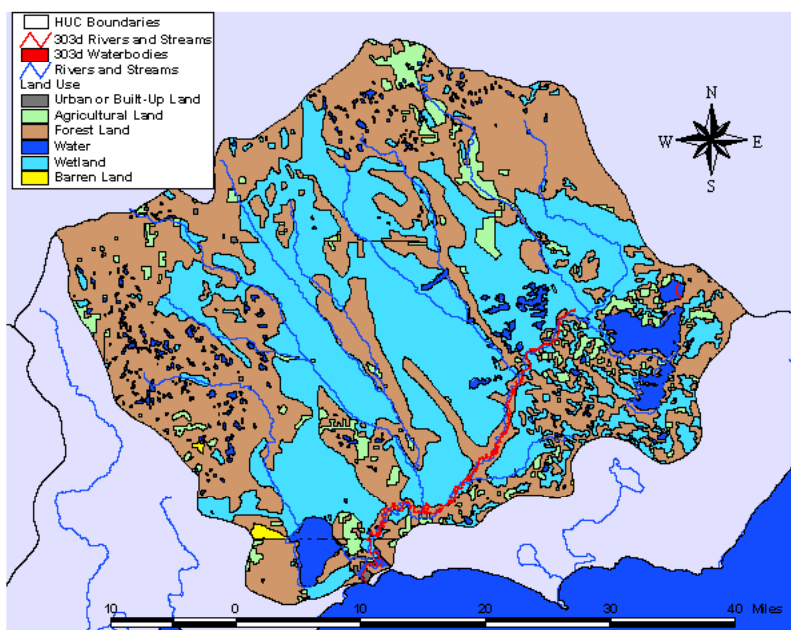 HUC Boundaries
303d Rivers and Streams
303d Waterbodies
Rivers and Streams
Land Use
Urban or Built-Up Land
Agricultural Land
Forest Land
Water
Wetland
Barren Land
N
W E
S
10 0 10 20 30 40 Miles